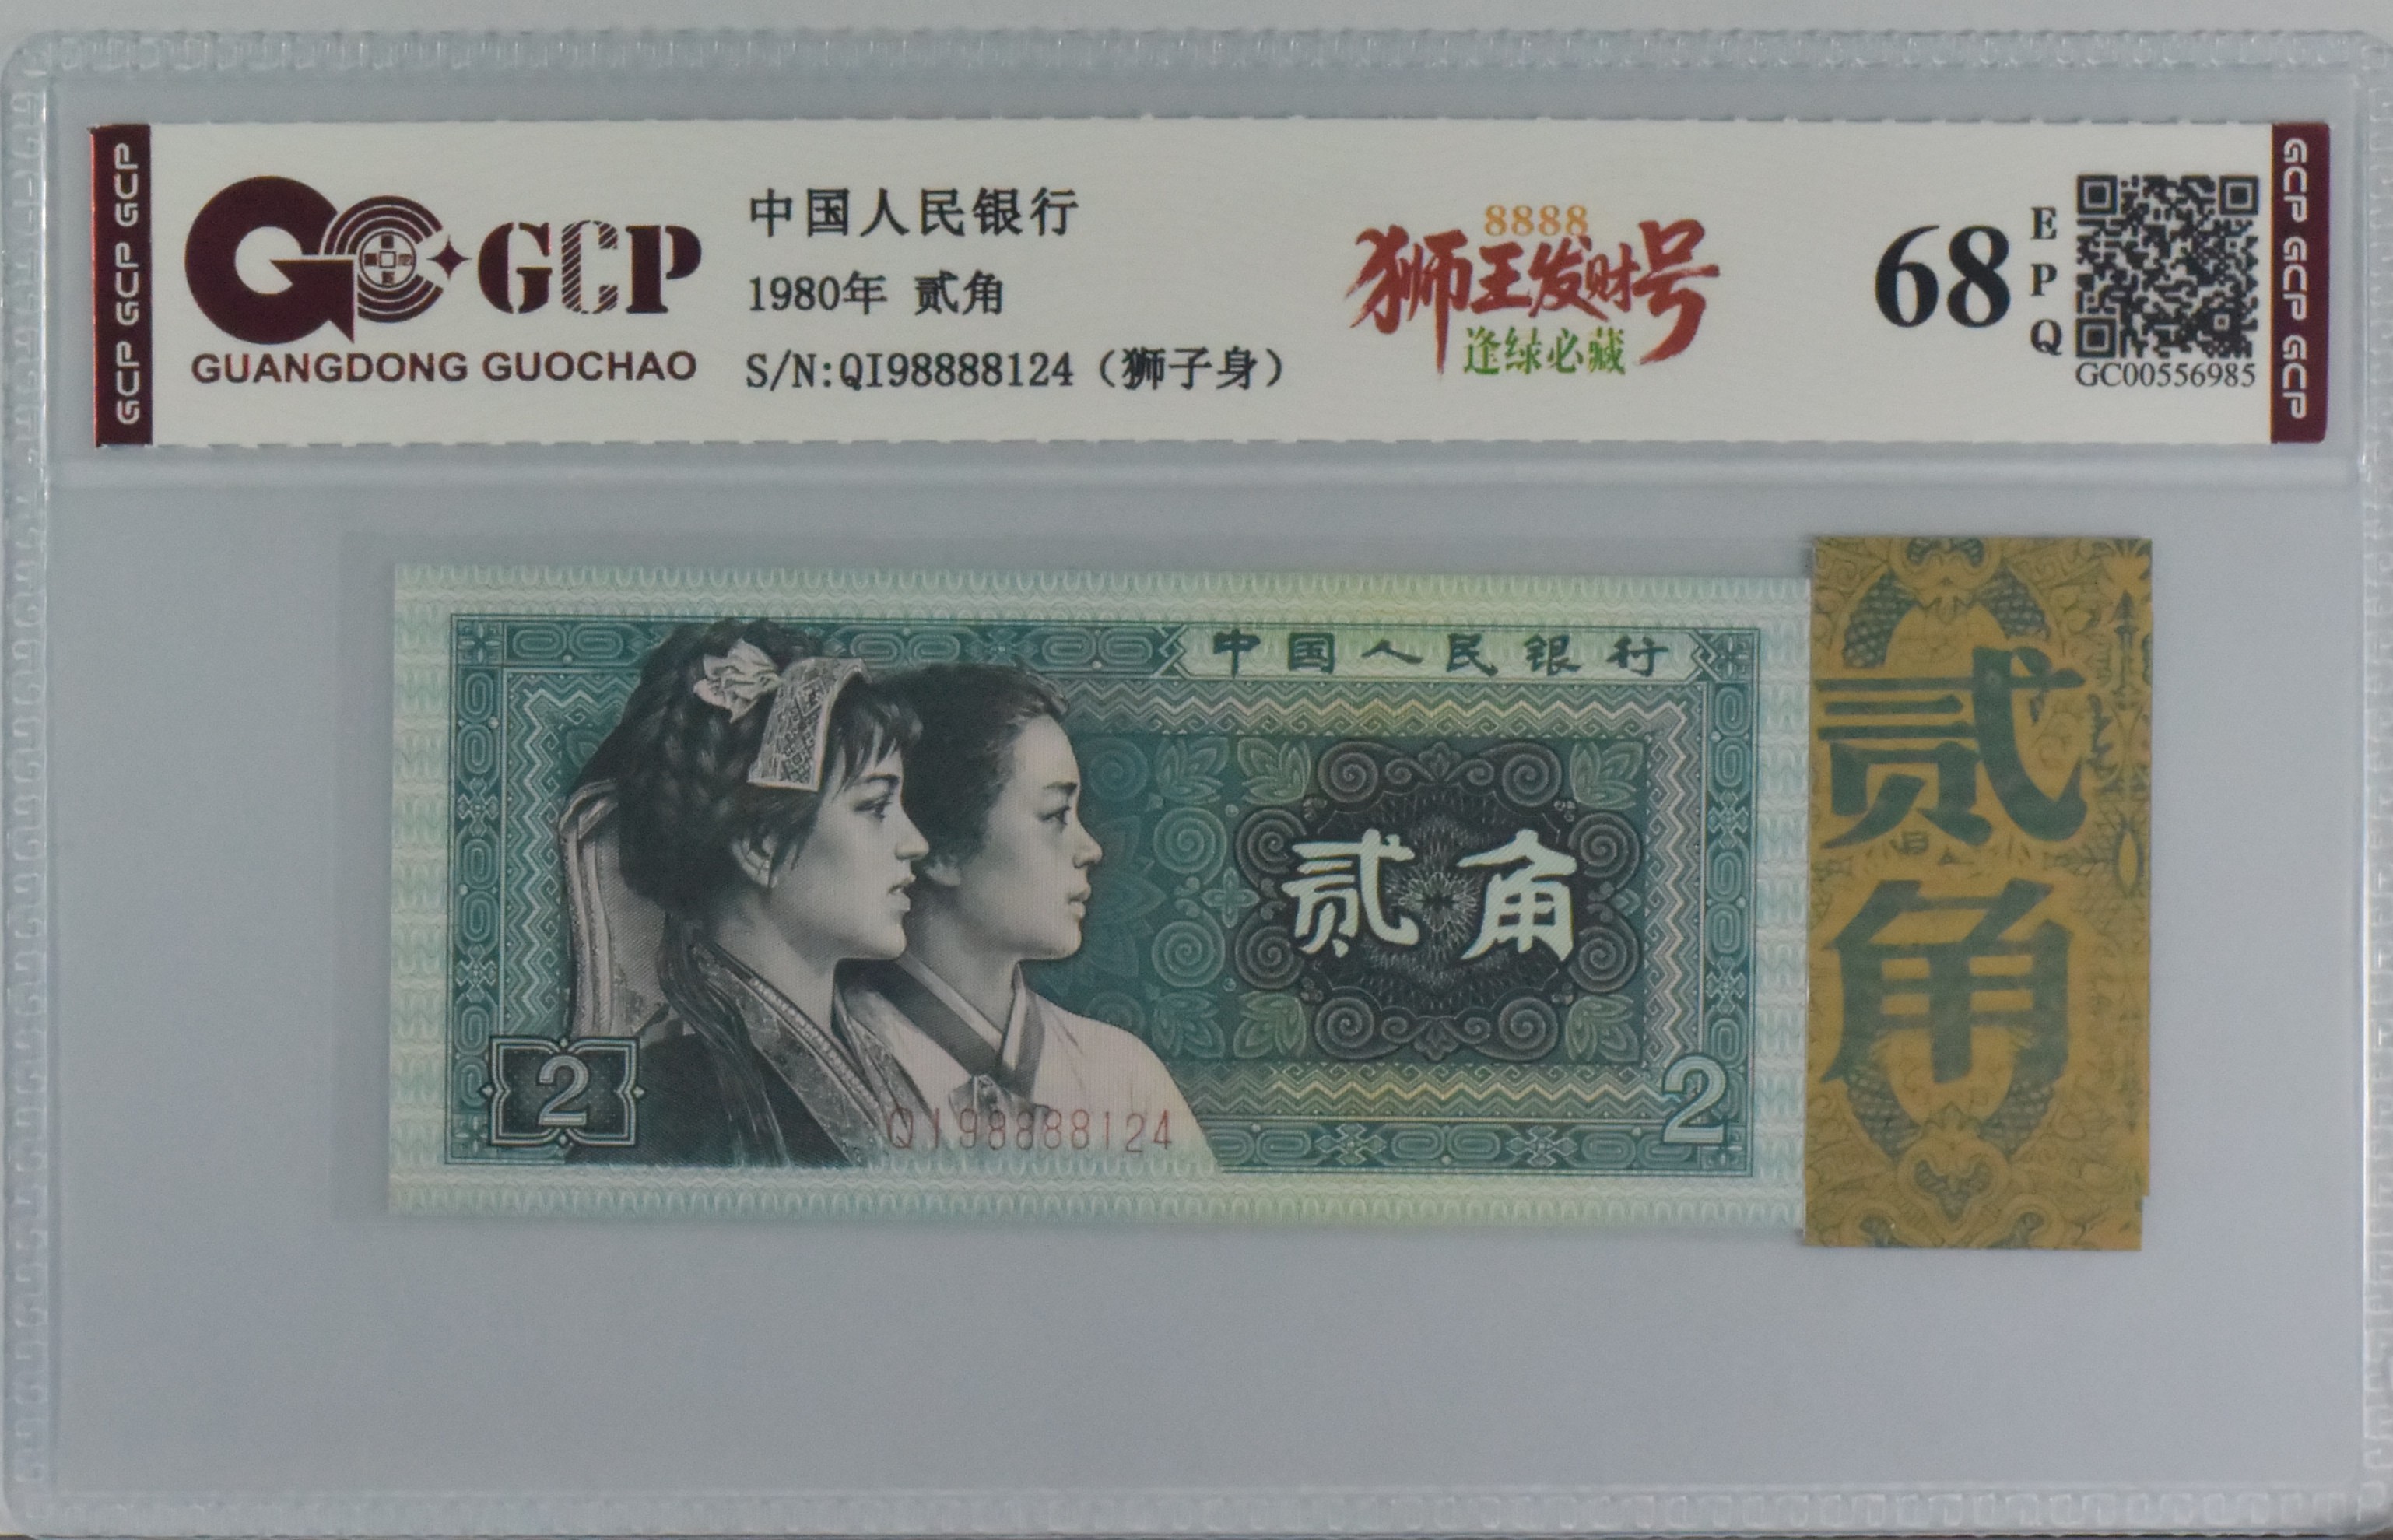 GCP GCP GCP
GCP
GUANGDONG GUOCHAO
中国人民银行
1980年 贰角
S/N:QI98888124（狮子身）
8888
狮王发财号
逢绿必藏
68
EPQ
GC00556985
GCP GCP GCP
中国人民银行
贰角
2
QI98888124
2
贰角